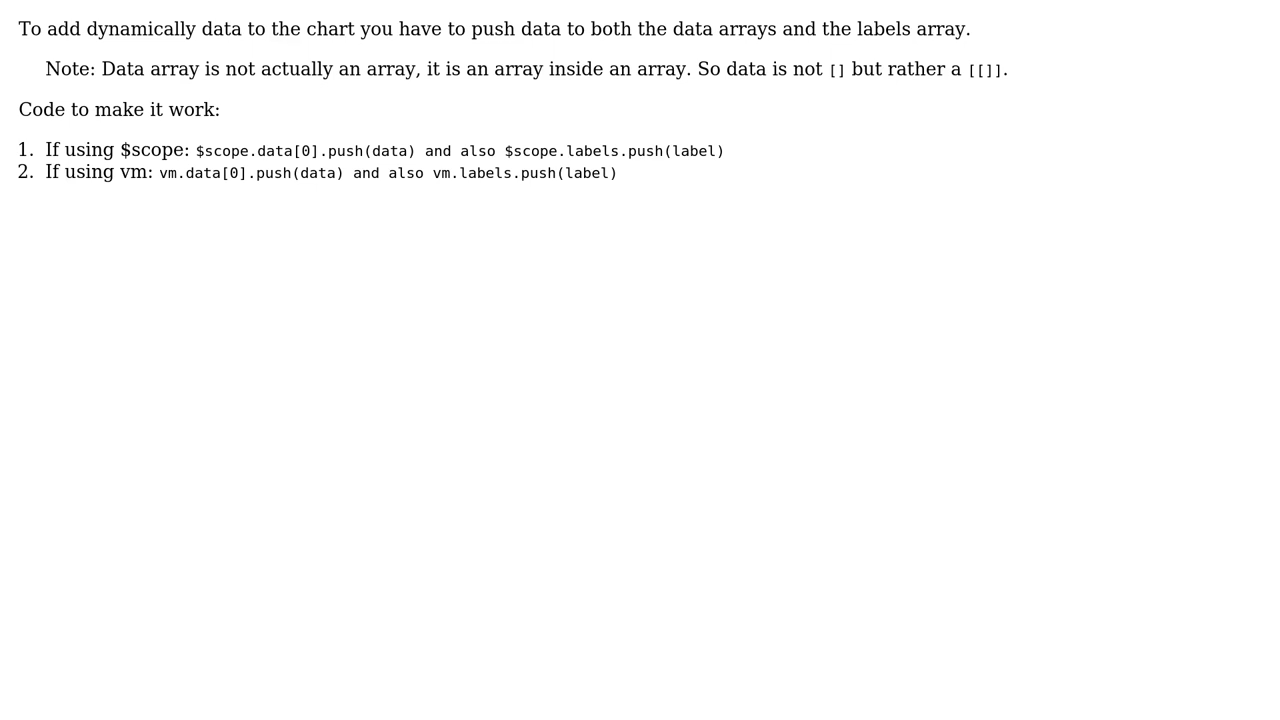 To add dynamically data to the chart you have to push data to both the data arrays and the labels array.
Note: Data array is not actually an array, it is an array inside an array. So data is not [] but rather a [[]].
Code to make it work:
1. If using $scope: $scope.data[0].push(data) and also $scope.labels.push(label)
2. If using vm: vm.data[0].push(data) and also vm.labels.push(label)